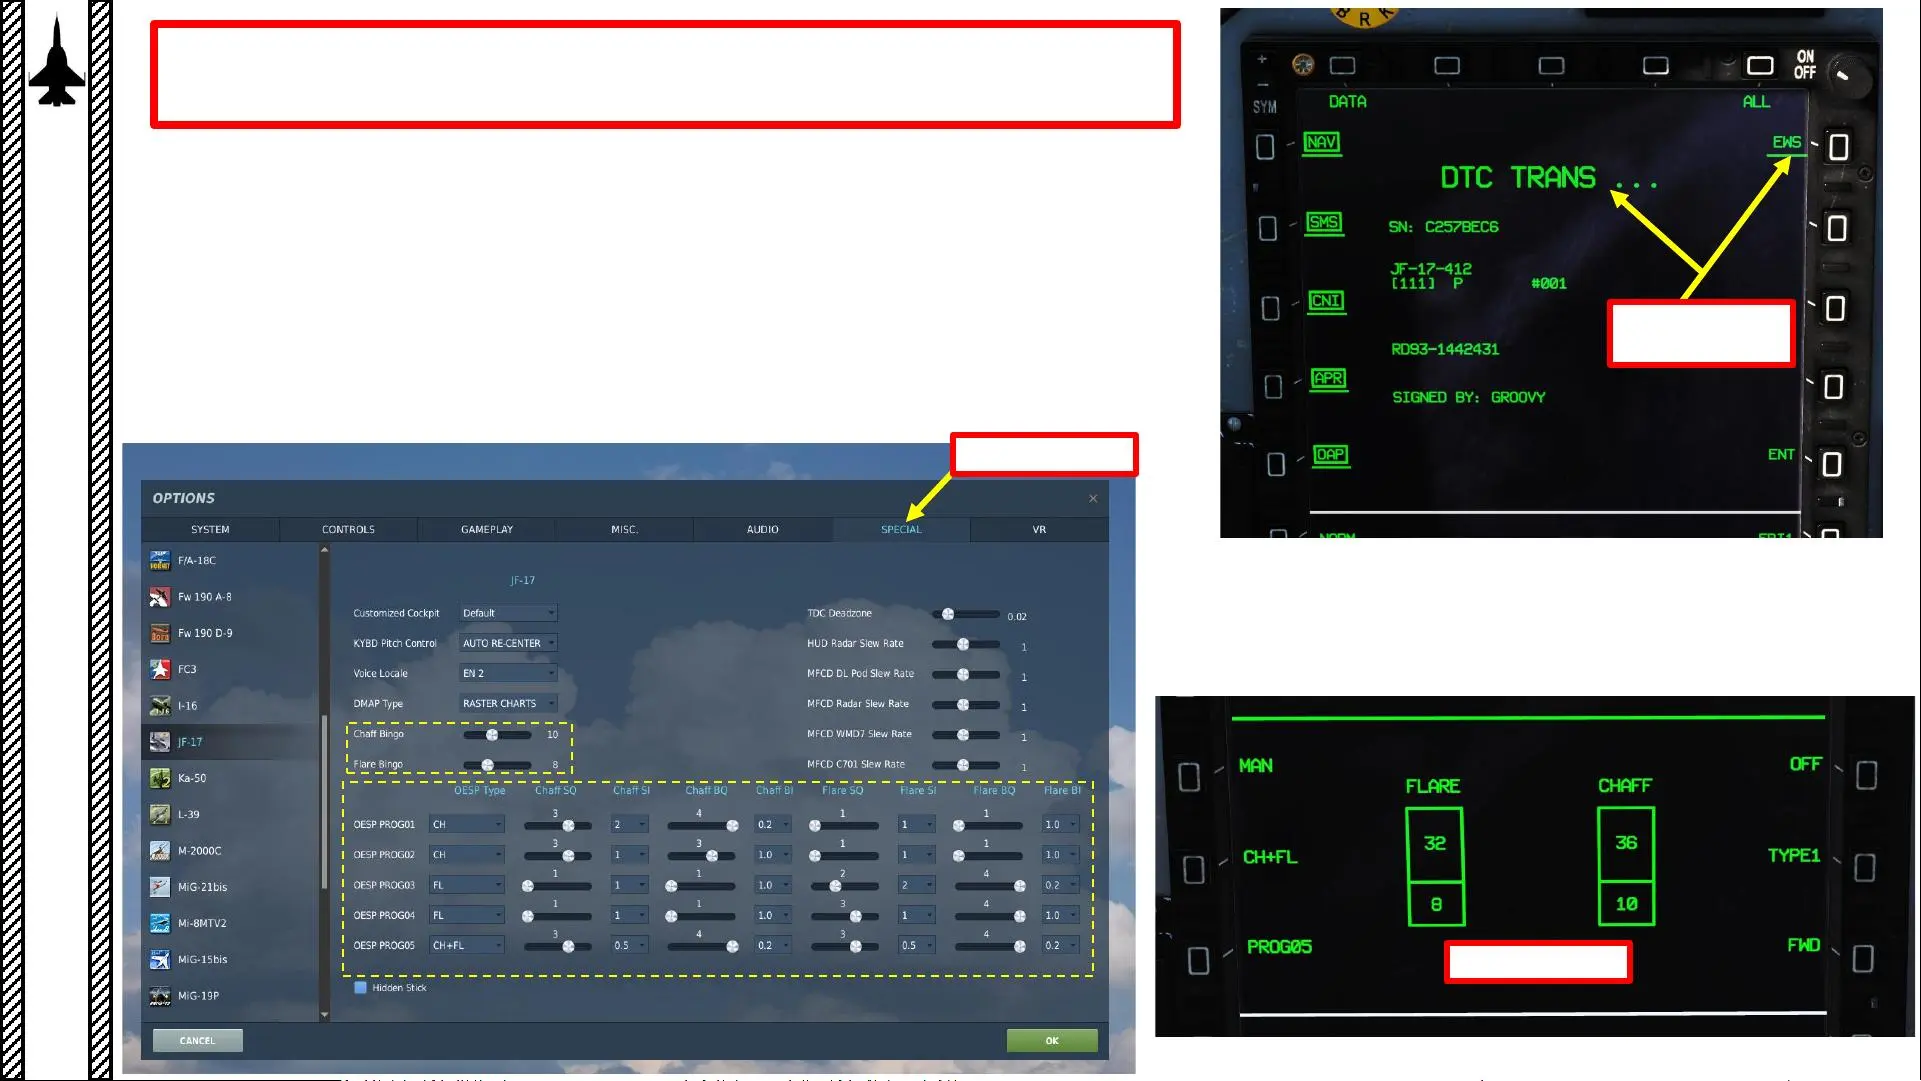 B R K
ON
OFF
+
–
SYM
DATA
ALL
NAV
EWS
DTC TRANS ...
SMS
SN: C257BEC6
JF-17-412
[111] P #001
CNI
RD93-1442431
APR
SIGNED BY: GROOVY
DAP
ENT
OPTIONS
×
SYSTEM CONTROLS GAMEPLAY MISC. AUDIO SPECIAL VR
F/A-18C
Fw 190 A-8
Fw 190 D-9
FC3
I-16
JF-17
Ka-50
L-39
M-2000C
MiG-21bis
Mi-8MTV2
MiG-15bis
MiG-19P
JF-17
Customized Cockpit Default
KYBD Pitch Control AUTO RE-CENTER
Voice Locale EN 2
DMAP Type RASTER CHARTS
Chaff Bingo 10
Flare Bingo 8
TDC Deadzone 0.02
HUD Radar Slew Rate 1
MFCD DL Pod Slew Rate 1
MFCD Radar Slew Rate 1
MFCD WMD7 Slew Rate 1
MFCD C701 Slew Rate 1
OESP Type Chaff SQ Chaff SI Chaff BQ Chaff BI Flare SQ Flare SI Flare BQ Flare BI
OESP PROG01 CH 3 2 4 0.2 1 1 1 1.0
OESP PROG02 CH 3 1 3 1.0 1 1 1 1.0
OESP PROG03 FL 1 1 1 1.0 2 2 4 0.2
OESP PROG04 FL 1 1 1 1.0 3 1 4 1.0
OESP PROG05 CH+FL 3 0.5 4 0.2 3 0.5 4 0.2
Hidden Stick
CANCEL
OK
MAN
OFF
FLARE
CHAFF
32
36
CH+FL
TYPE1
8
10
PROG05
FWD